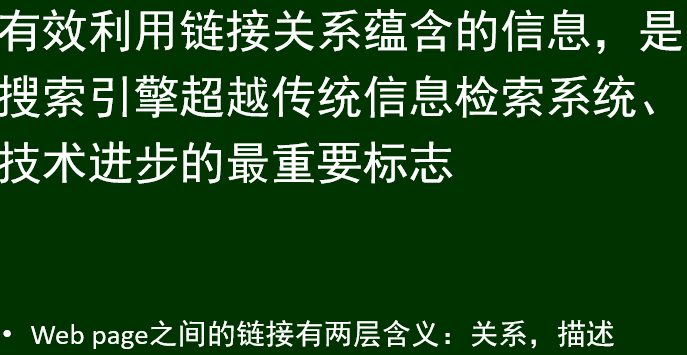 有效利用链接关系蕴含的信息，是
搜索引擎超越传统信息检索系统、
技术进步的最重要标志
• Web page之间的链接有两层含义：关系，描述